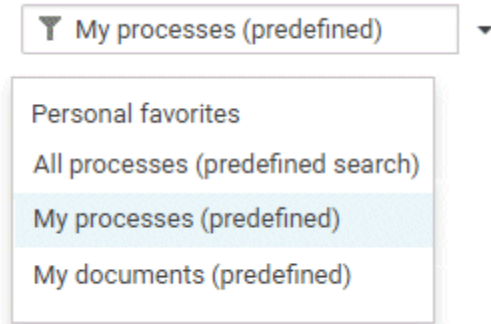 My processes (predefined)
Personal favorites
All processes (predefined search)
My processes (predefined)
My documents (predefined)